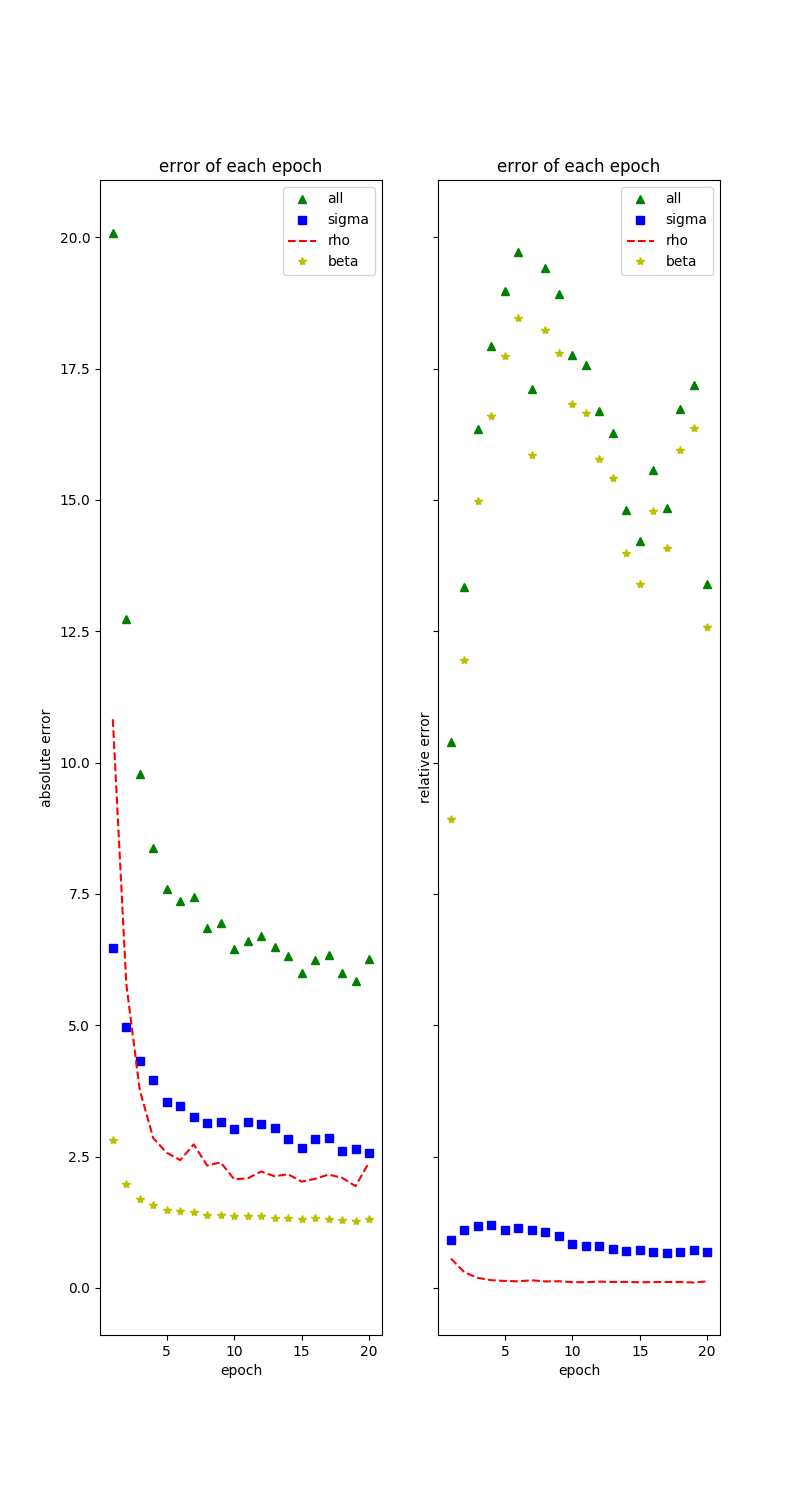 error of each epoch
all
sigma
rho
beta
20.0
17.5
15.0
12.5
10.0
7.5
5.0
2.5
0.0
absolute error
5 10 15 20
epoch
error of each epoch
all
sigma
rho
beta
relative error
5 10 15 20
epoch